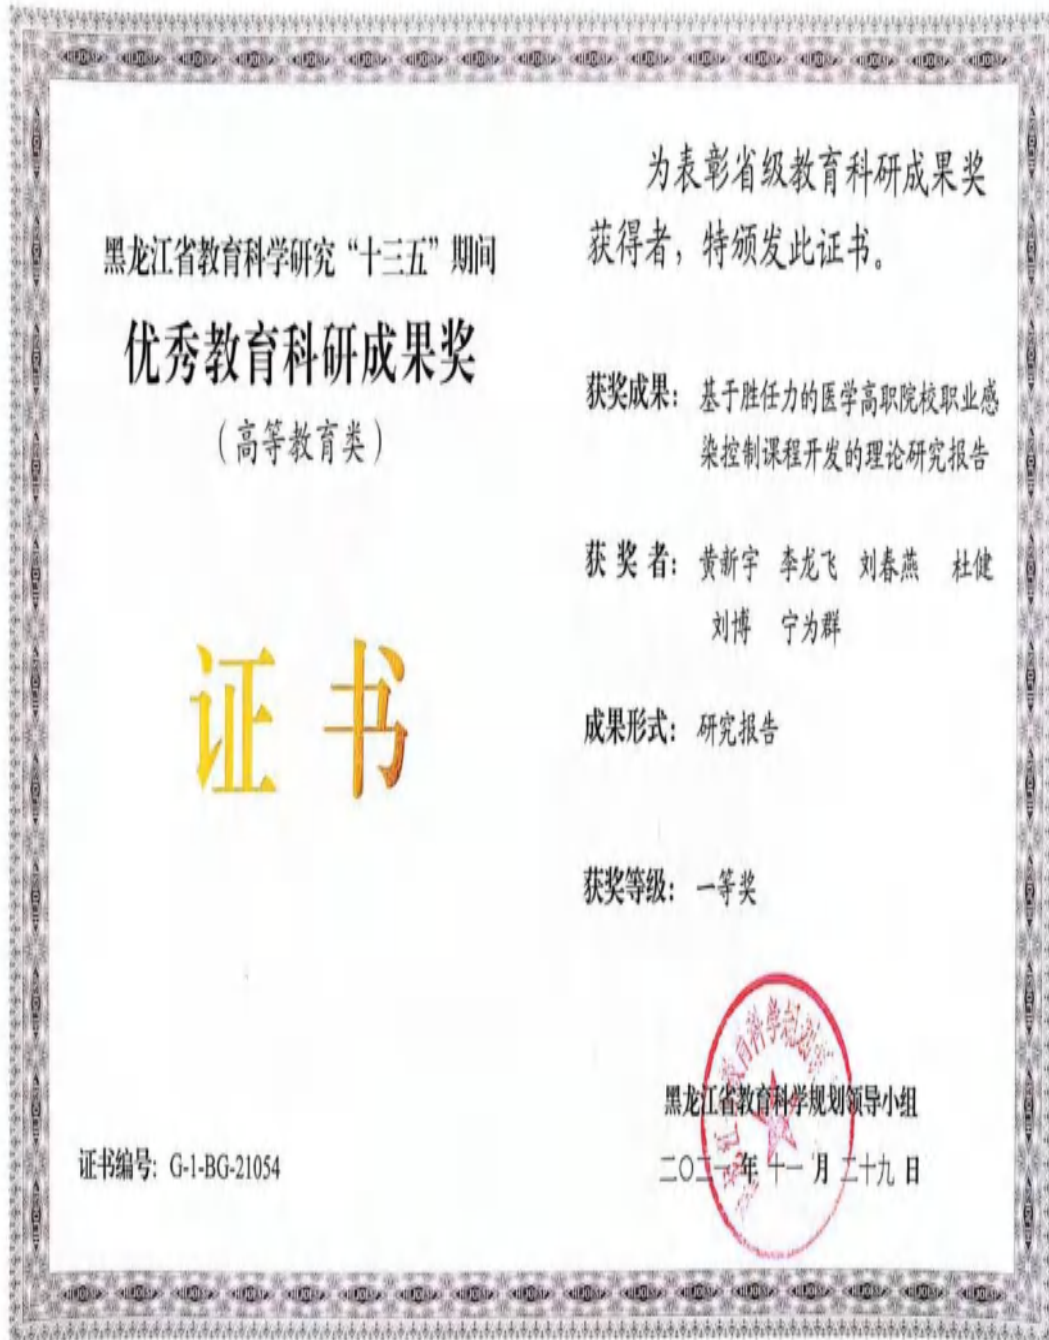 黑龙江省教育科学研究“十三五”期间
优秀教育科研成果奖
（高等教育类）
证书
证书编号：G-1-BG-21054
为表彰省级教育科研成果奖
获得者，特颁发此证书。
获奖成果：基于胜任力的医学高职院校职业感
染控制课程开发的理论研究报告
获奖者：黄新宇 李龙飞 刘春燕 杜健
刘博 宁为群
成果形式：研究报告
获奖等级：一等奖
黑龙江省教育科学规划领导小组
二〇二一年十一月二十九日